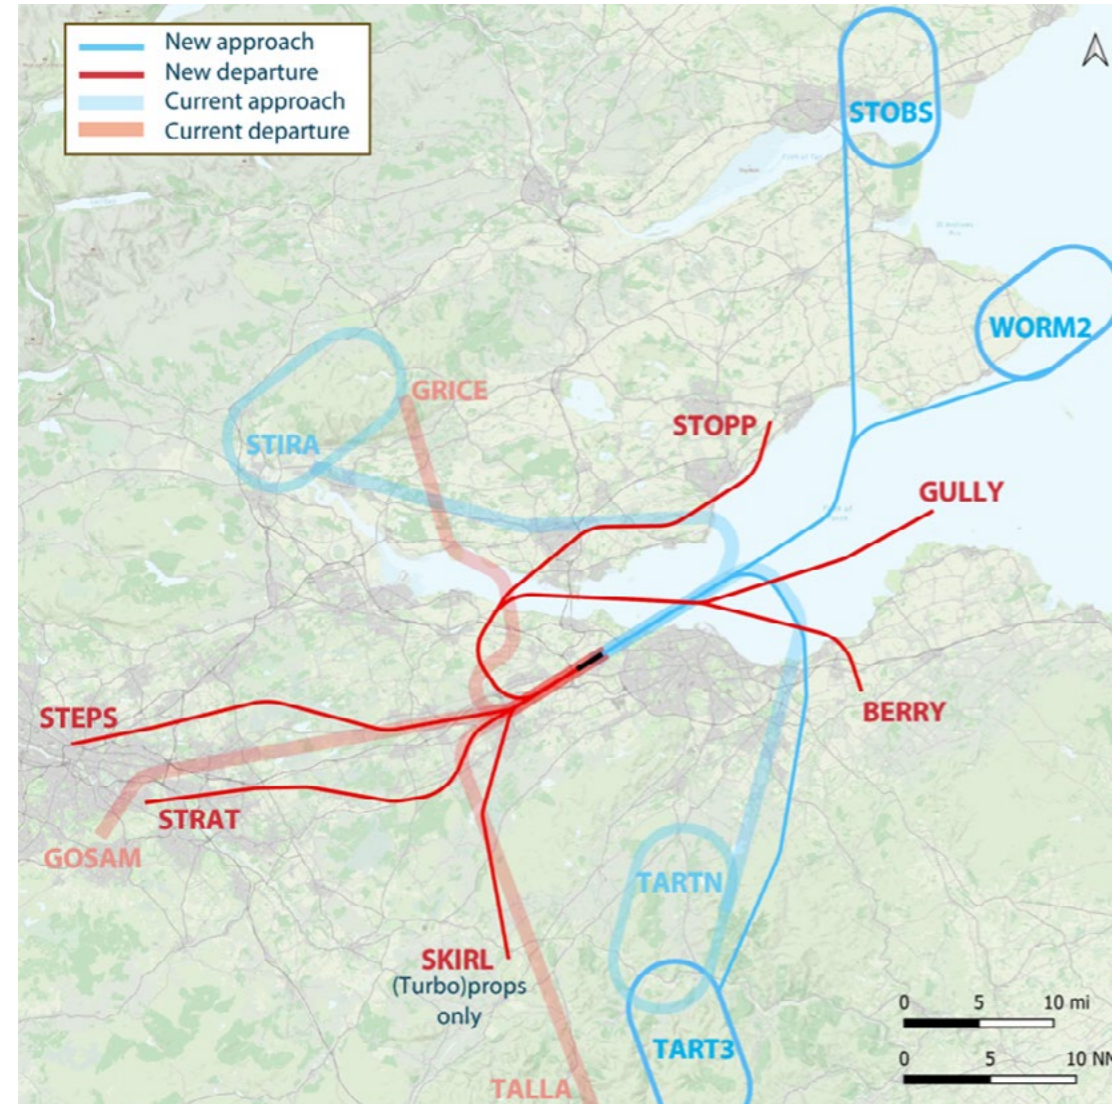 New approach
New departure
Current approach
Current departure
STOBS
WORM2
GRICE
STOPP
STIRA
GULLY
BERRY
STEPS
STRAT
GOSAM
TARTN
SKIRL
(Turbo)props
only
TART3
TALLA
0 5 10 mi
0 5 10 NM